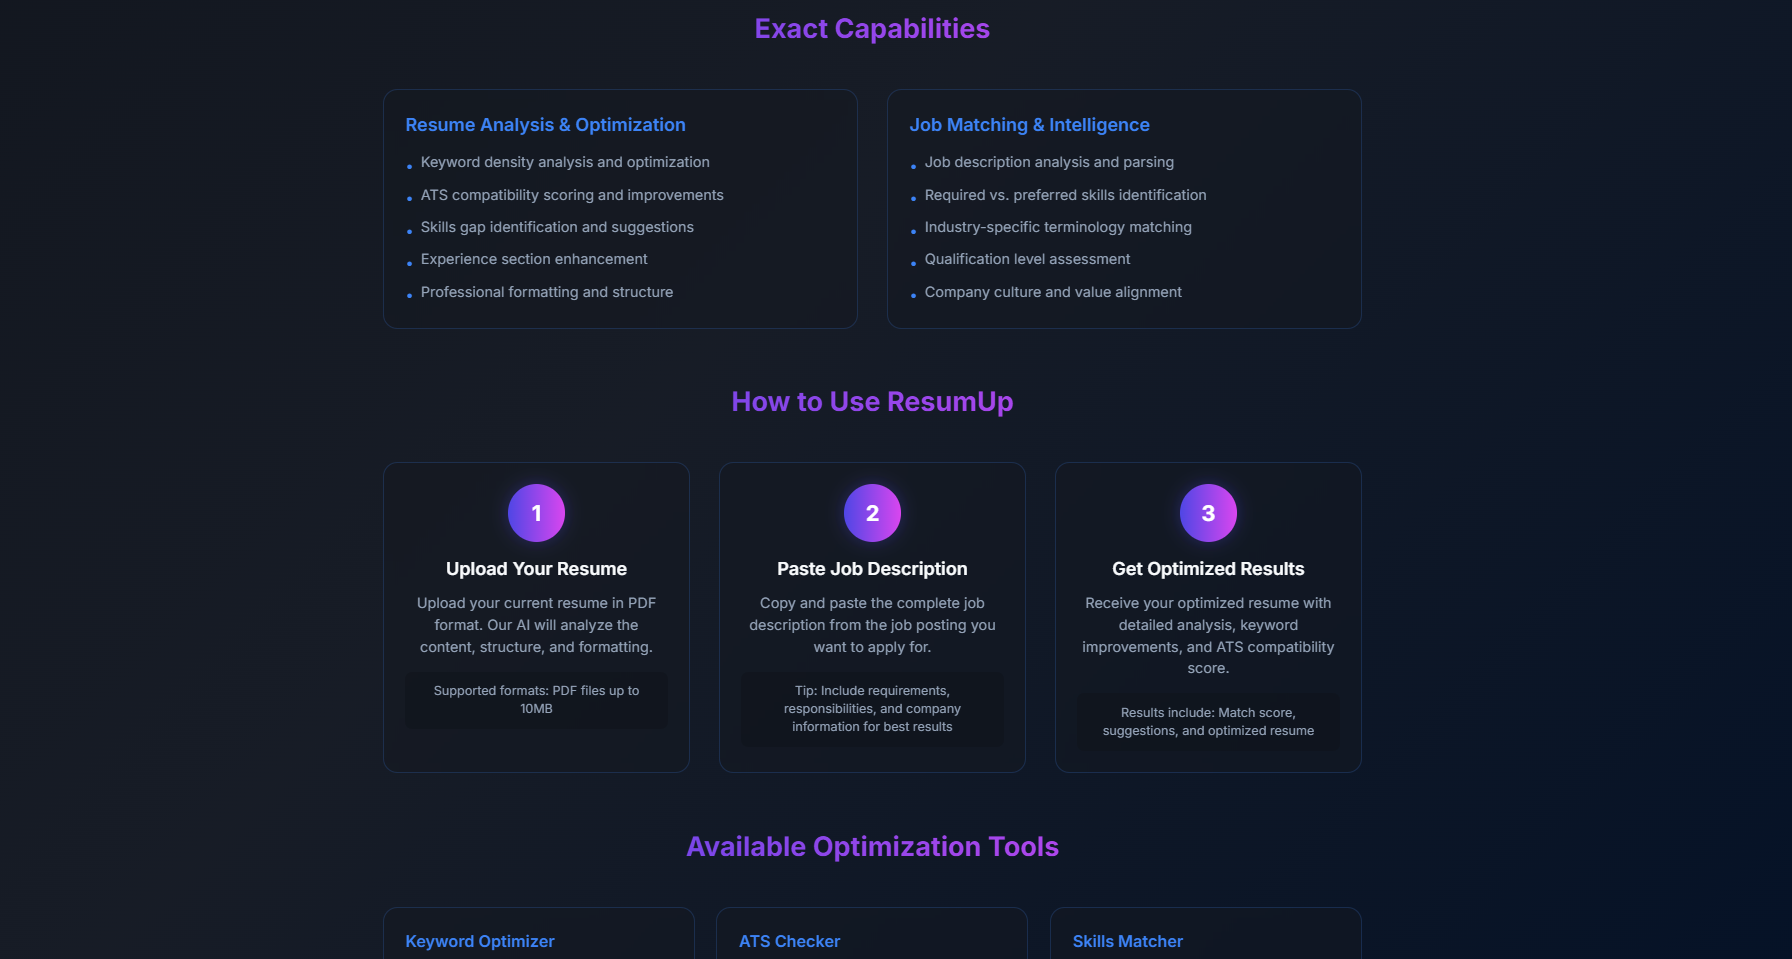 Exact Capabilities
Resume Analysis & Optimization
Keyword density analysis and optimization
ATS compatibility scoring and improvements
Skills gap identification and suggestions
Experience section enhancement
Professional formatting and structure
Job Matching & Intelligence
Job description analysis and parsing
Required vs. preferred skills identification
Industry-specific terminology matching
Qualification level assessment
Company culture and value alignment
How to Use ResumUp
1
Upload Your Resume
Upload your current resume in PDF
format. Our AI will analyze the
content, structure, and formatting.
Supported formats: PDF files up to
10MB
2
Paste Job Description
Copy and paste the complete job
description from the job posting you
want to apply for.
Tip: Include requirements,
responsibilities, and company
information for best results
3
Get Optimized Results
Receive your optimized resume with
detailed analysis, keyword
improvements, and ATS compatibility
score.
Results include: Match score,
suggestions, and optimized resume
Available Optimization Tools
Keyword Optimizer
ATS Checker
Skills Matcher